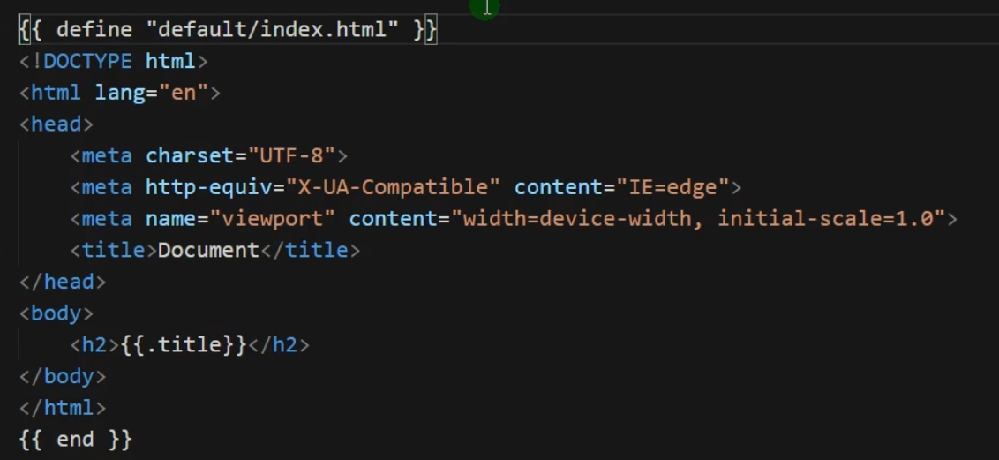 {{ define "default/index.html" }}
<!DOCTYPE html>
<html lang="en">
<head>
    <meta charset="UTF-8">
    <meta http-equiv="X-UA-Compatible" content="IE=edge">
    <meta name="viewport" content="width=device-width, initial-scale=1.0">
    <title>Document</title>
</head>
<body>
    <h2>{{.title}}</h2>
</body>
</html>
{{ end }}